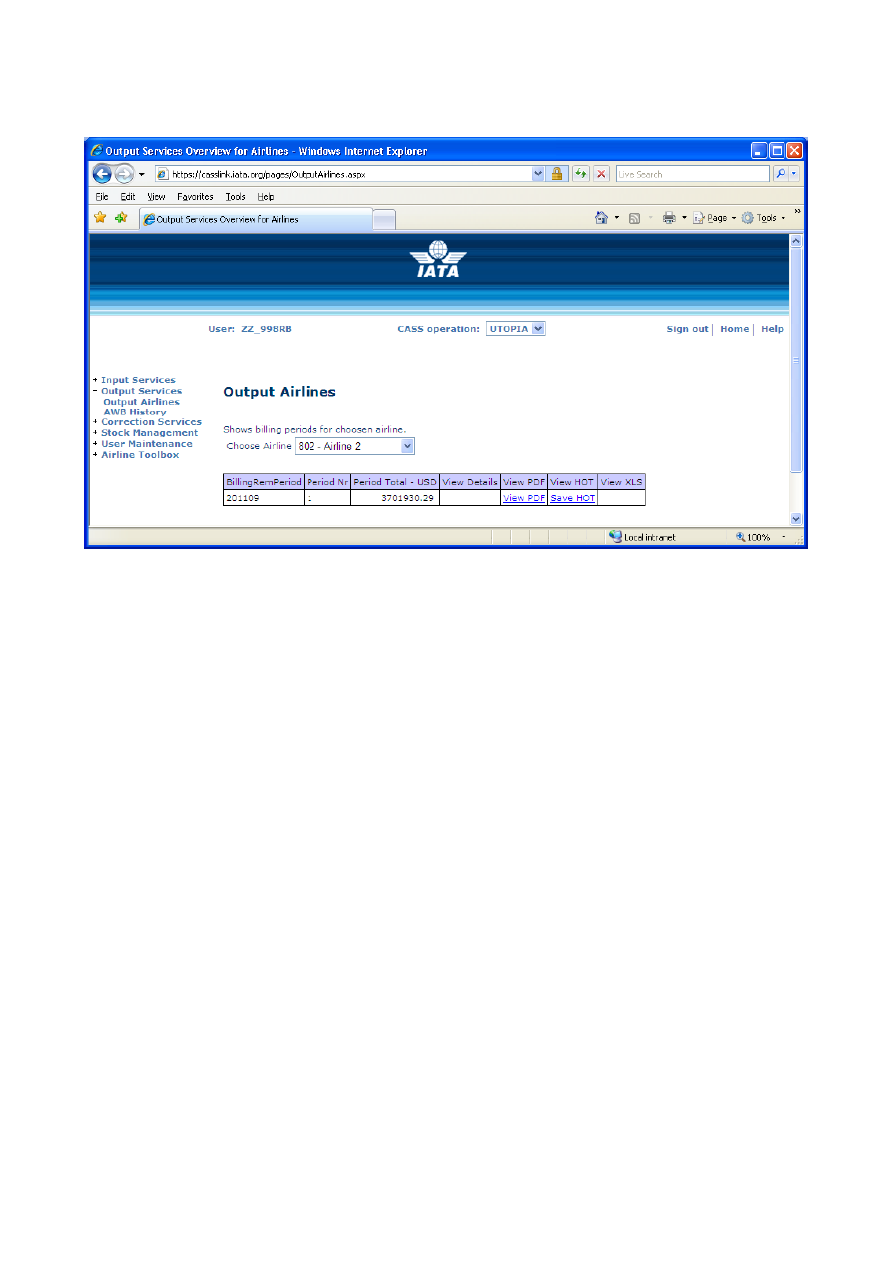 Output Services Overview for Airlines - Windows Internet Explorer
https://casslink.iata.org/pages/OutputAirlines.aspx
Live Search
File Edit View Favorites Tools Help
Output Services Overview for Airlines
Page Tools »
IATA
User: ZZ_998RB CASS operation: UTOPIA Sign out | Home | Help
+ Input Services
- Output Services
Output Airlines
AWB History
+ Correction Services
+ Stock Management
+ User Maintenance
+ Airline Toolbox
Output Airlines
Shows billing periods for choosen airline.
Choose Airline 802 - Airline 2
BillingRemPeriod Period Nr Period Total - USD View Details View PDF View HOT View XLS
201109 1 3701930.29 View PDF Save HOT
Local intranet 100%